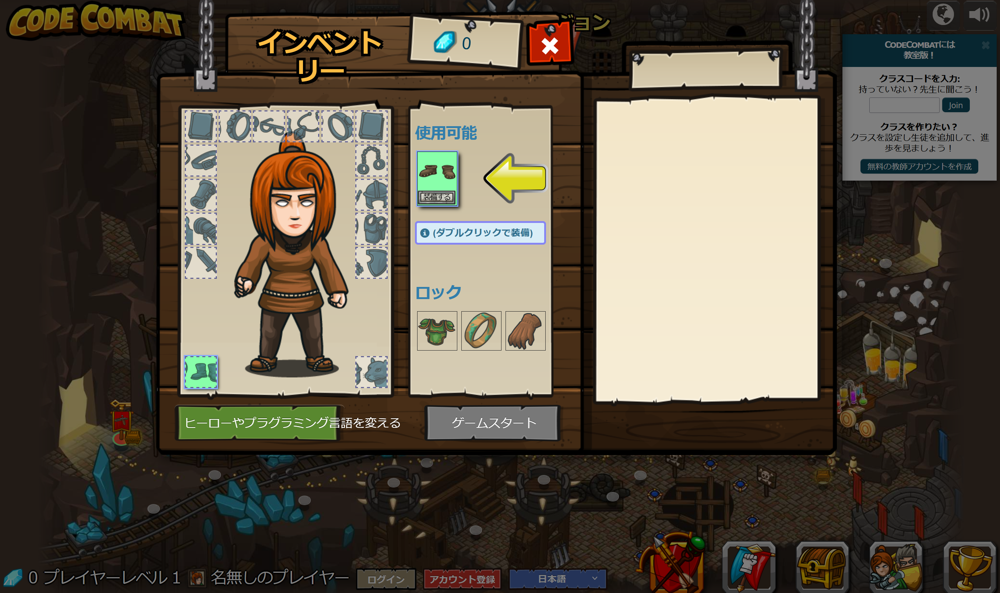 CODE COMBAT
ジョン
インベント
リー
0
CODECOMBATには
教室版！
クラスコードを入力:
持っていない？先生に聞こう！
Join
クラスを作りたい？
クラスを設定し生徒を追加して、進
歩を見ましょう！
無料の教師アカウントを作成
使用可能
装備する
(ダブルクリックで装備)
ロック
ヒーローやプラグラミング言語を変える
ゲームスタート
0 プレイヤーレベル 1 名無しのプレイヤー
ログイン
アカウント登録
日本語